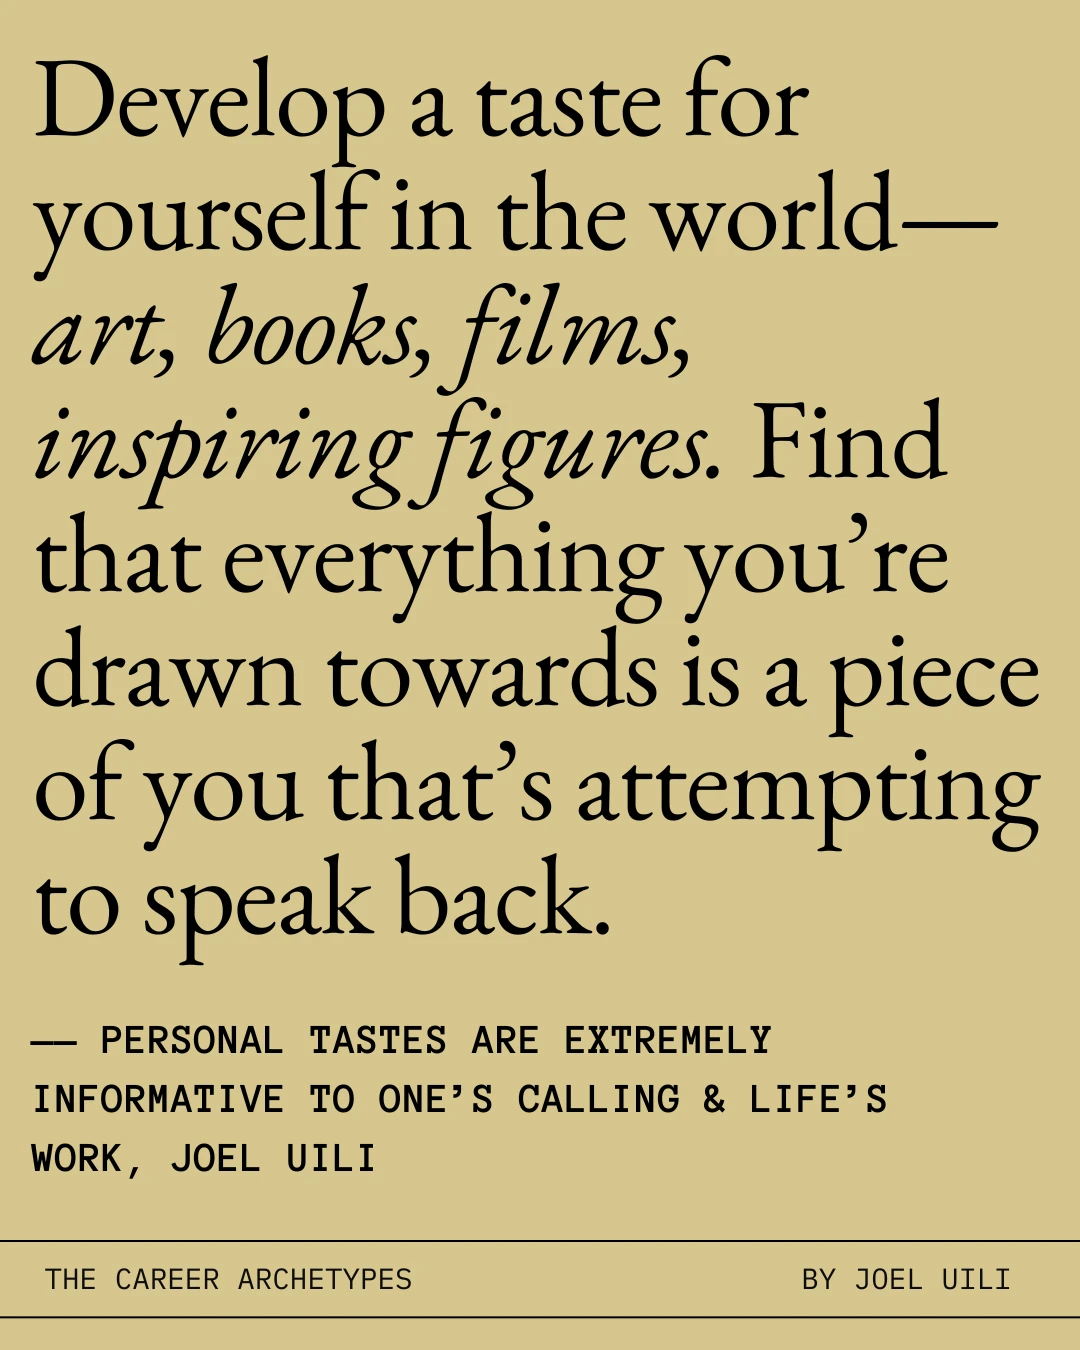 Develop a taste for
yourself in the world—
art, books, films,
inspiring figures. Find
that everything you’re
drawn towards is a piece
of you that’s attempting
to speak back.
—— PERSONAL TASTES ARE EXTREMELY
INFORMATIVE TO ONE’S CALLING & LIFE’S
WORK, JOEL UILI
THE CAREER ARCHETYPES
BY JOEL UILI